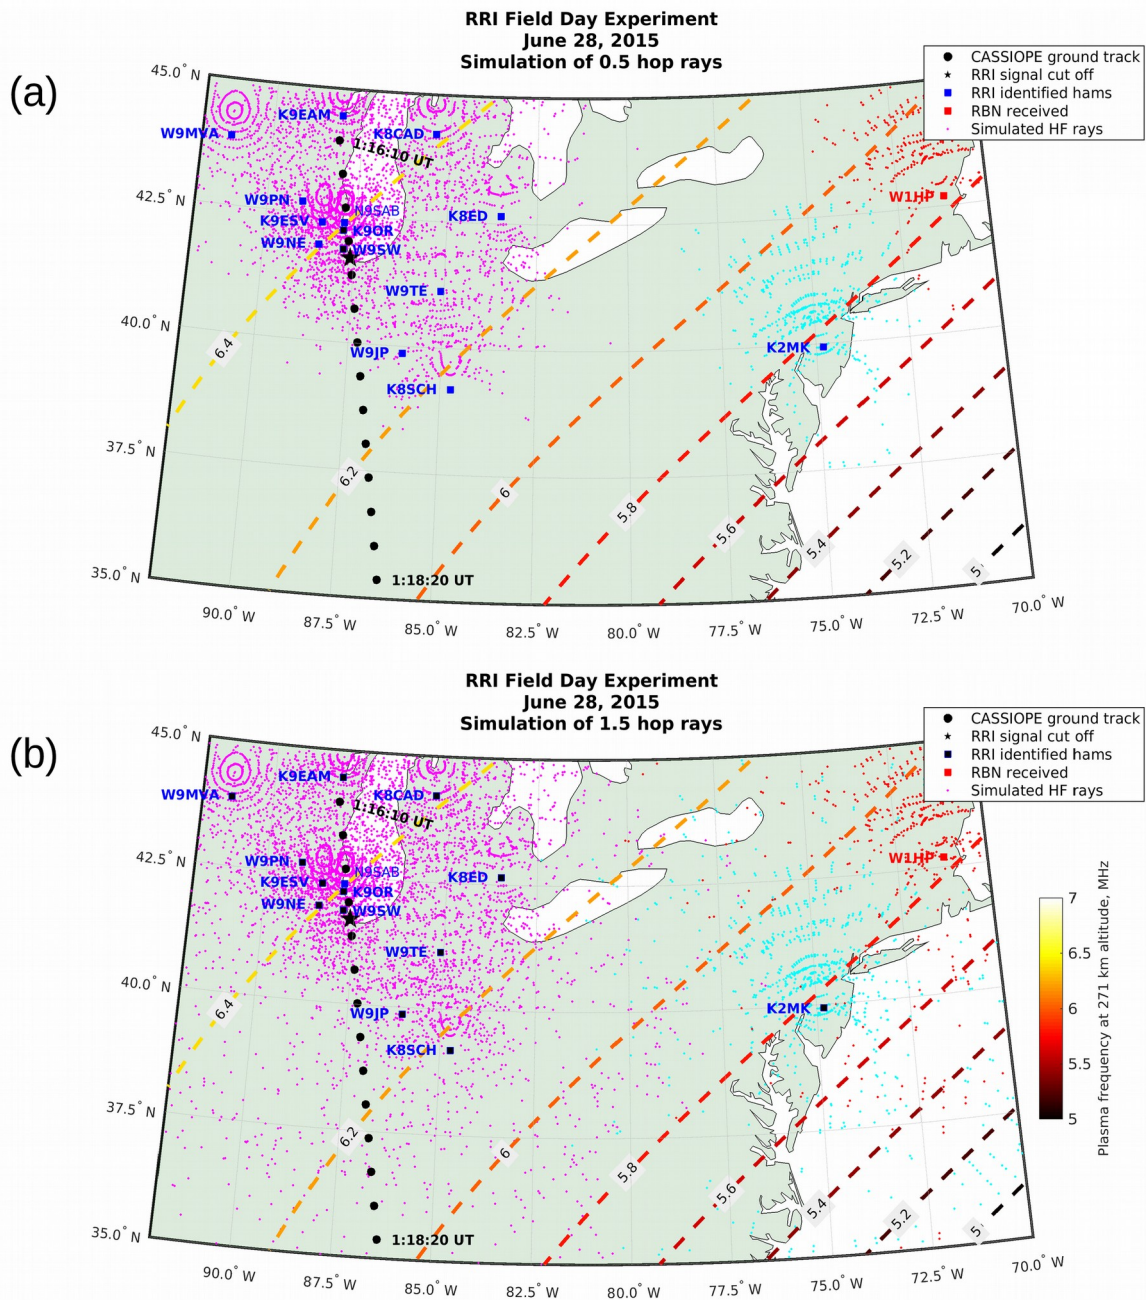 (a)
RRI Field Day Experiment
June 28, 2015
Simulation of 0.5 hop rays
CASSIOPE ground track
RRI signal cut off
RRI identified hams
RBN received
Simulated HF rays
45.0° N
42.5° N
40.0° N
37.5° N
35.0° N
K9EAM
W9MVA
K8CAD
1:16:10 UT
W9PN
N9SAB
K9ESV
K9OR
W9NE
W9SW
K8ED
W1HP
W9TE
W9JP
K8SCH
K2MK
6.4
6.2
6
5.8
5.6
5.4
5.2
5
1:18:20 UT
90.0° W
87.5° W
85.0° W
82.5° W
80.0° W
77.5° W
75.0° W
72.5° W
70.0° W
(b)
RRI Field Day Experiment
June 28, 2015
Simulation of 1.5 hop rays
CASSIOPE ground track
RRI signal cut off
RRI identified hams
RBN received
Simulated HF rays
45.0° N
42.5° N
40.0° N
37.5° N
35.0° N
K9EAM
W9MVA
K8CAD
1:16:10 UT
W9PN
N9SAB
K9ESV
K9OR
W9NE
W9SW
K8ED
W1HP
W9TE
W9JP
K8SCH
K2MK
6.4
6.2
6
5.8
5.6
5.4
5.2
5
1:18:20 UT
90.0° W
87.5° W
85.0° W
82.5° W
80.0° W
77.5° W
75.0° W
72.5° W
70.0° W
7
6.5
6
5.5
5
Plasma frequency at 271 km altitude, MHz